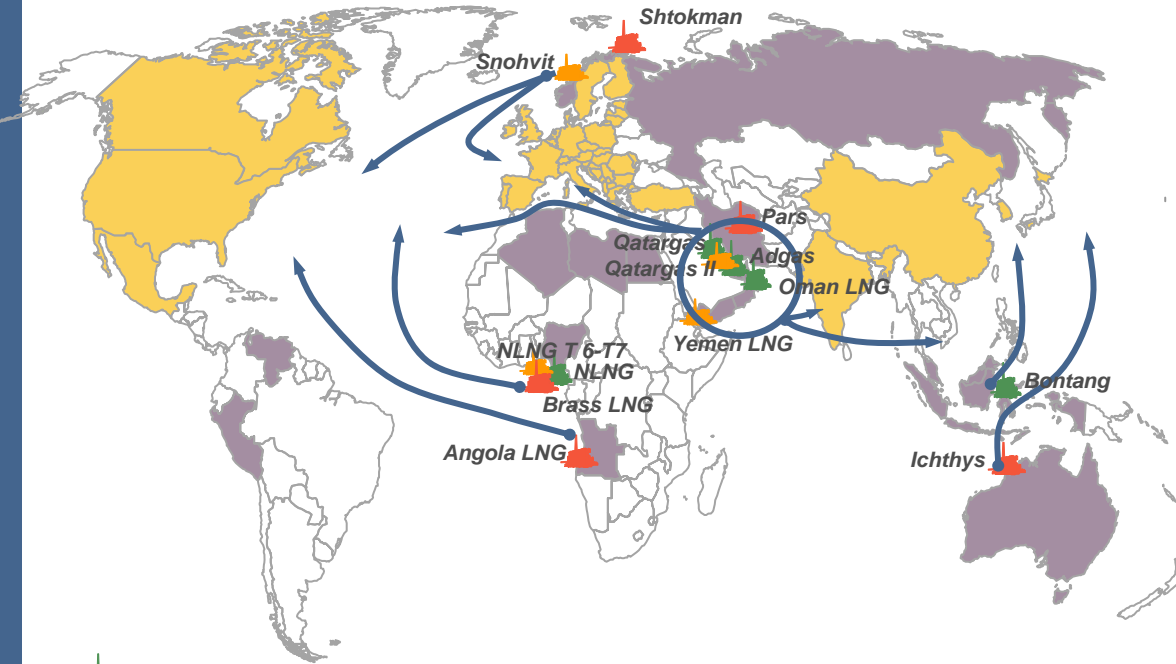 Shtokman
Snohvit
Pars
Qatargas
Adgas
Qatargas II
Oman LNG
Yemen LNG
NLNG T 6-T7
NLNG
Bontang
Brass LNG
Angola LNG
Ichthys